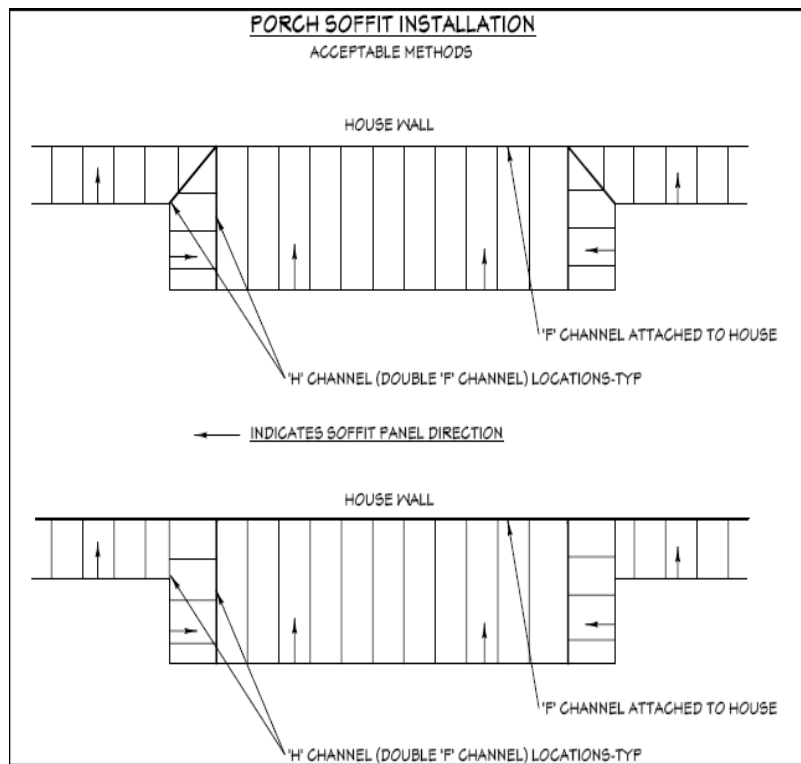 PORCH SOFFIT INSTALLATION
ACCEPTABLE METHODS
HOUSE WALL
'F' CHANNEL ATTACHED TO HOUSE
'H' CHANNEL (DOUBLE 'F' CHANNEL) LOCATIONS-TYP
INDICATES SOFFIT PANEL DIRECTION
HOUSE WALL
'F' CHANNEL ATTACHED TO HOUSE
'H' CHANNEL (DOUBLE 'F' CHANNEL) LOCATIONS-TYP